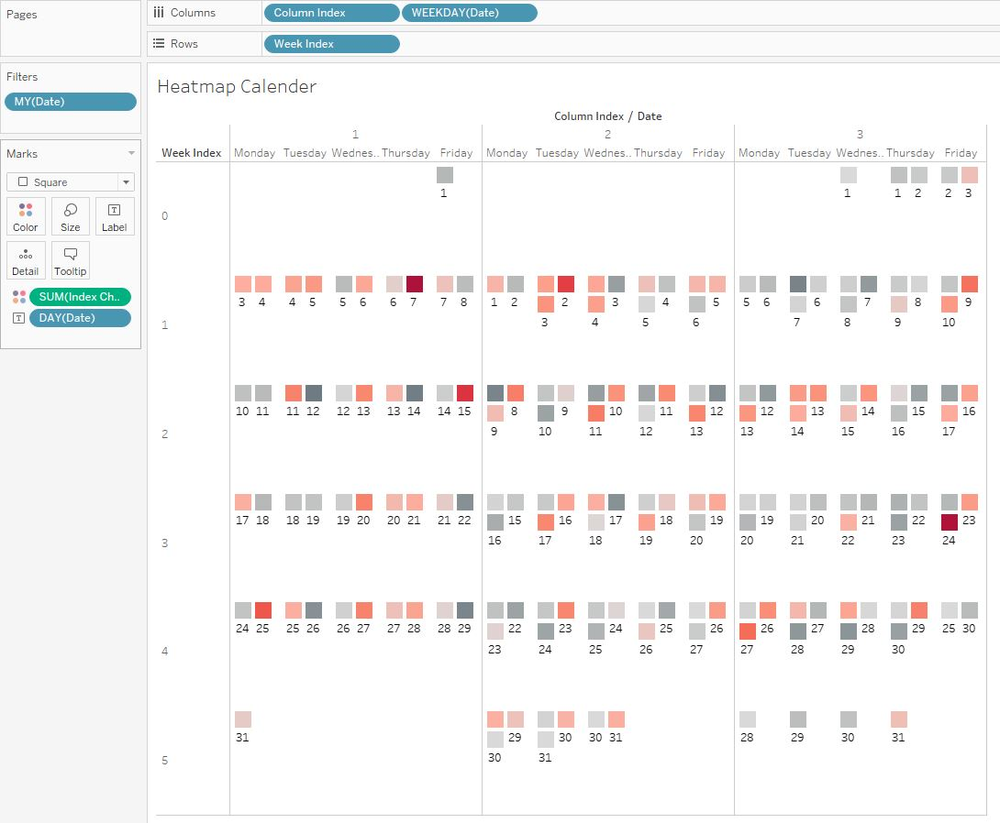 Pages
Columns
Column Index
WEEKDAY(Date)
Rows
Week Index
Filters
MY(Date)
Marks
Square
Color Size Label
Detail Tooltip
SUM(Index Ch..
DAY(Date)
Heatmap Calender
Column Index / Date
1 2 3
Week Index Monday Tuesday Wednes.. Thursday Friday Monday Tuesday Wednes.. Thursday Friday Monday Tuesday Wednes.. Thursday Friday
1 1 1 2 2 3
0
3 4 4 5 5 6 6 7 7 8 1 2 2 3 4 5 5 6 6 7 8 9
1 3 4 5 6 7 8 9 10
10 11 11 12 12 13 13 14 14 15 8 9 10 11 12 12 13 14 15 16
2 9 10 11 12 13 13 14 15 16 17
17 18 18 19 19 20 20 21 21 22 15 16 17 18 19 19 20 21 22 23
3 16 17 18 19 20 20 21 22 23 24
24 25 25 26 26 27 27 28 28 29 22 23 24 25 26 26 27 28 29 25 30
4 23 24 25 26 27 27 28 29 30
31 29 30 30 31 28 29 30 31
5 30 31